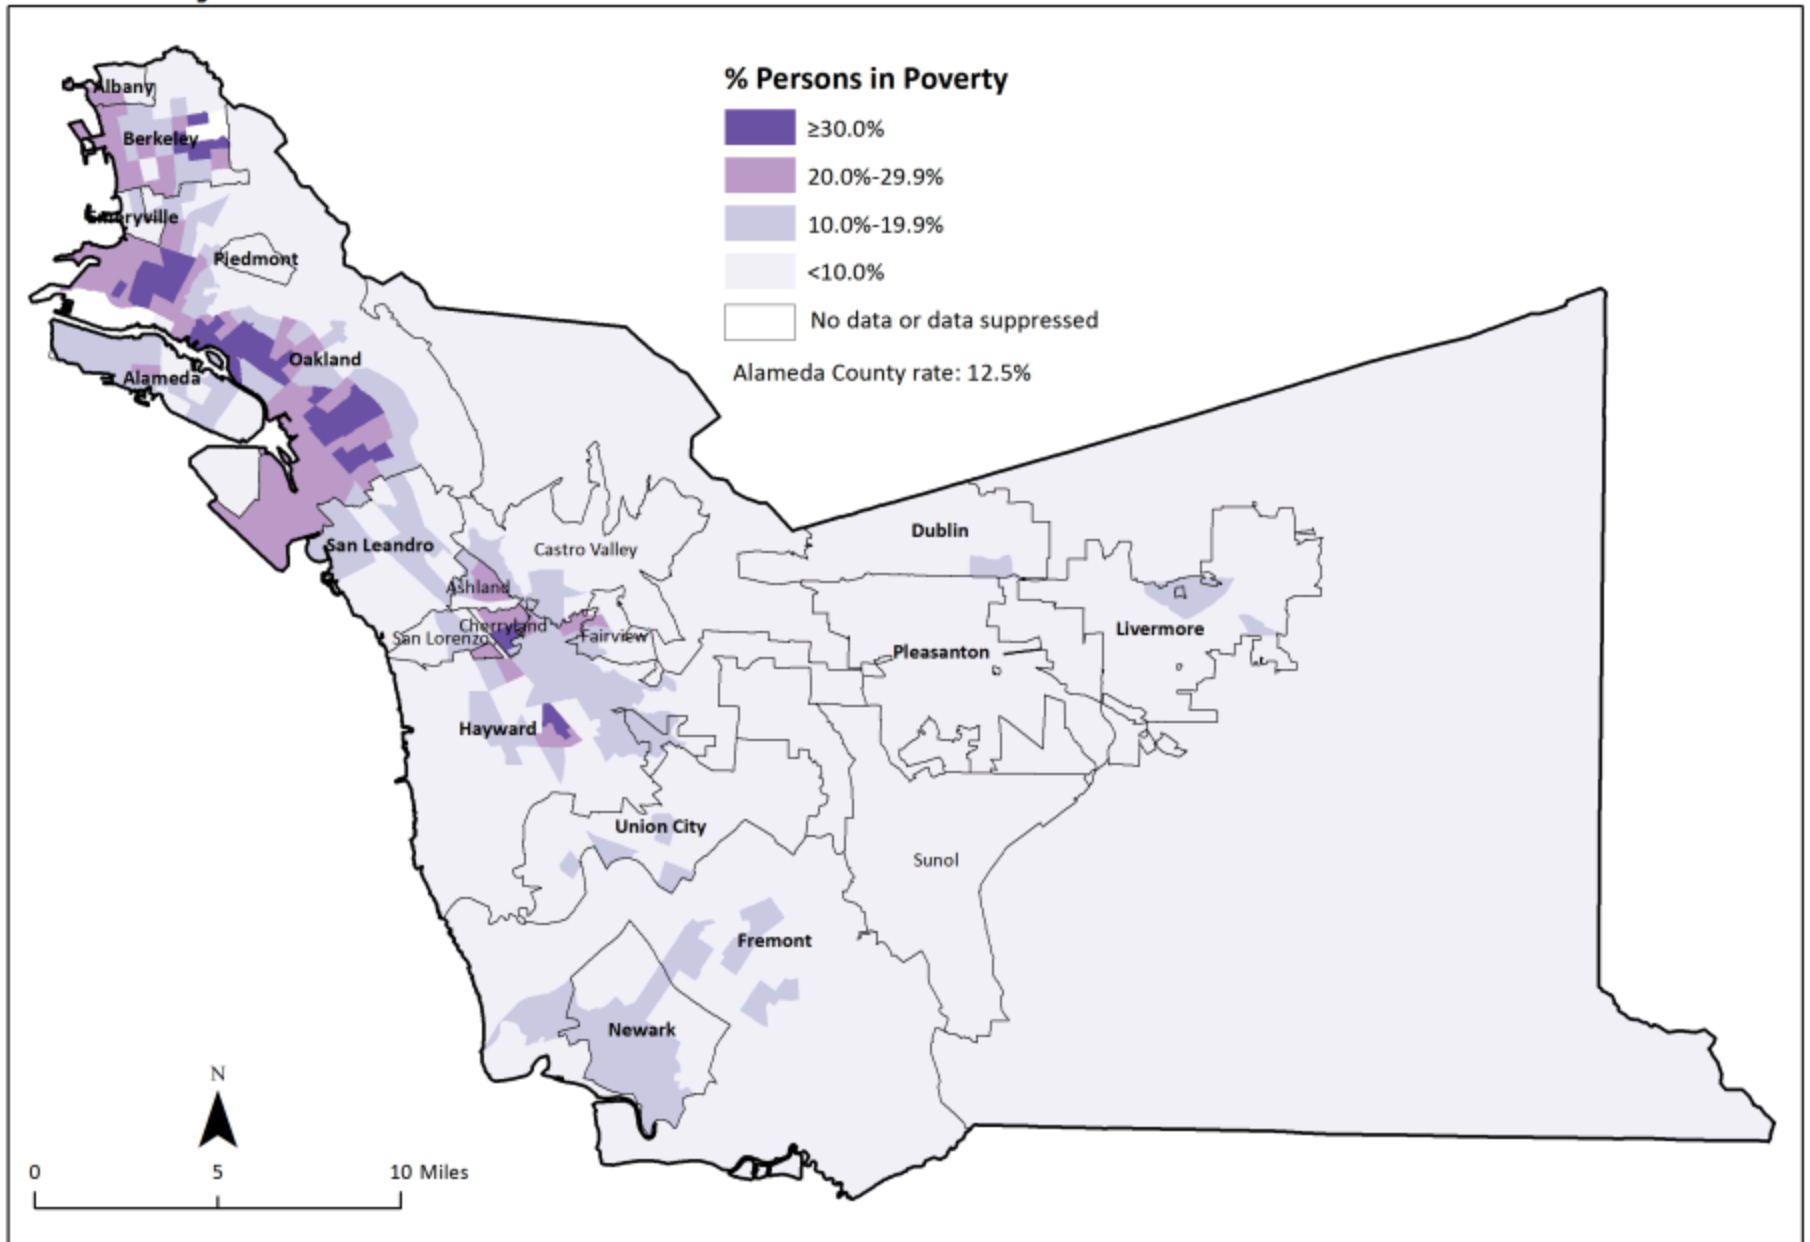 % Persons in Poverty
≥30.0%
20.0%-29.9%
10.0%-19.9%
<10.0%
No data or data suppressed
Alameda County rate: 12.5%
Albany
Berkeley
Emeryville
Piedmont
Oakland
Alameda
San Leandro
Castro Valley
Dublin
Ashland
Cherryland
San Lorenzo
Fairview
Livermore
Pleasanton
Hayward
Union City
Sunol
Fremont
Newark
N
0 5 10 Miles